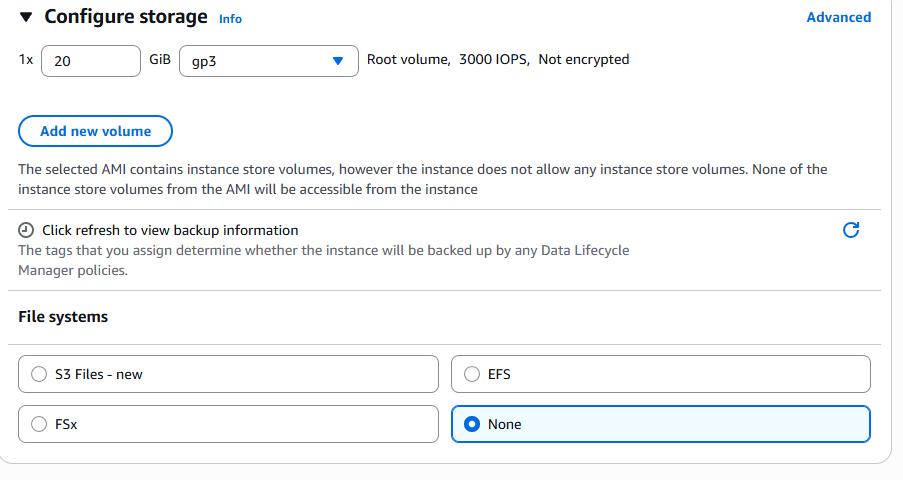 Configure storage Info Advanced
1x 20 GiB gp3 Root volume, 3000 IOPS, Not encrypted
Add new volume
The selected AMI contains instance store volumes, however the instance does not allow any instance store volumes. None of the
instance store volumes from the AMI will be accessible from the instance
Click refresh to view backup information
The tags that you assign determine whether the instance will be backed up by any Data Lifecycle
Manager policies.
File systems
S3 Files - new EFS
FSx None